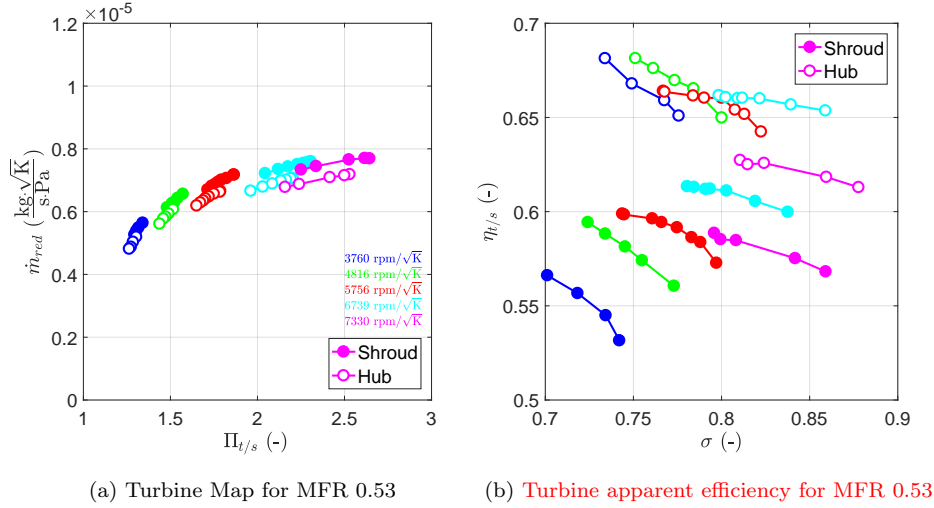 ×10⁻⁵
1.2
1
0.8
0.6
0.4
0.2
0
1 1.5 2 2.5 3
ṁ_red (kg·√K / s·Pa)
Π_t/s (-)
3760 rpm/√K
4816 rpm/√K
5756 rpm/√K
6739 rpm/√K
7330 rpm/√K
Shroud
Hub
(a) Turbine Map for MFR 0.53
0.7
0.65
0.6
0.55
0.5
0.7 0.75 0.8 0.85 0.9
η_t/s (-)
σ (-)
Shroud
Hub
(b) Turbine apparent efficiency for MFR 0.53